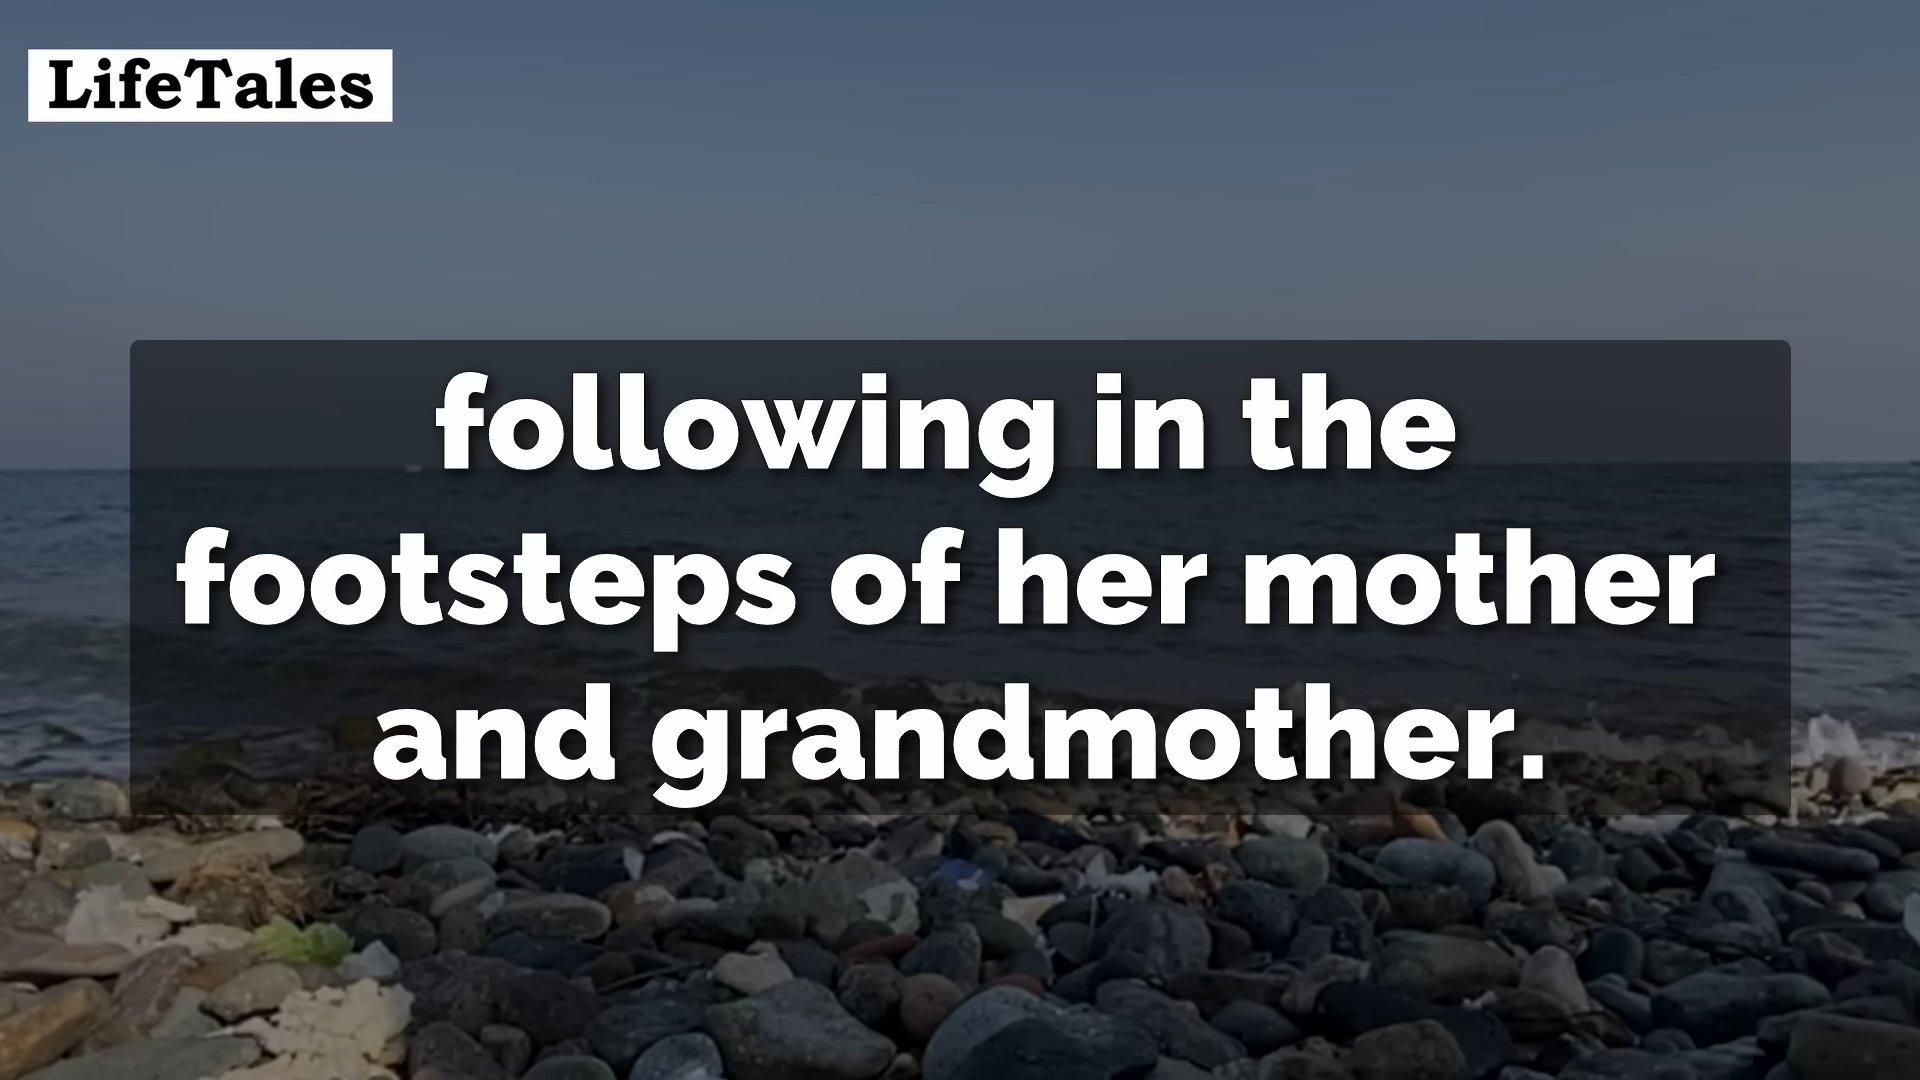 LifeTales
following in the
footsteps of her mother
and grandmother.